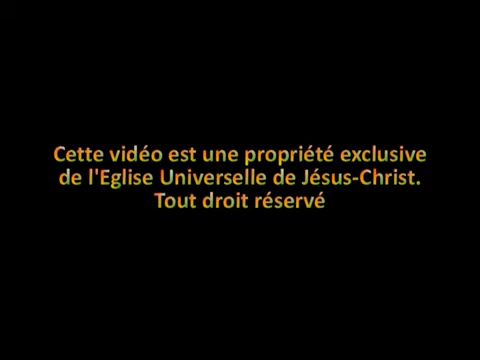 Cette vidéo est une propriété exclusive
de l'Eglise Universelle de Jésus-Christ.
Tout droit réservé